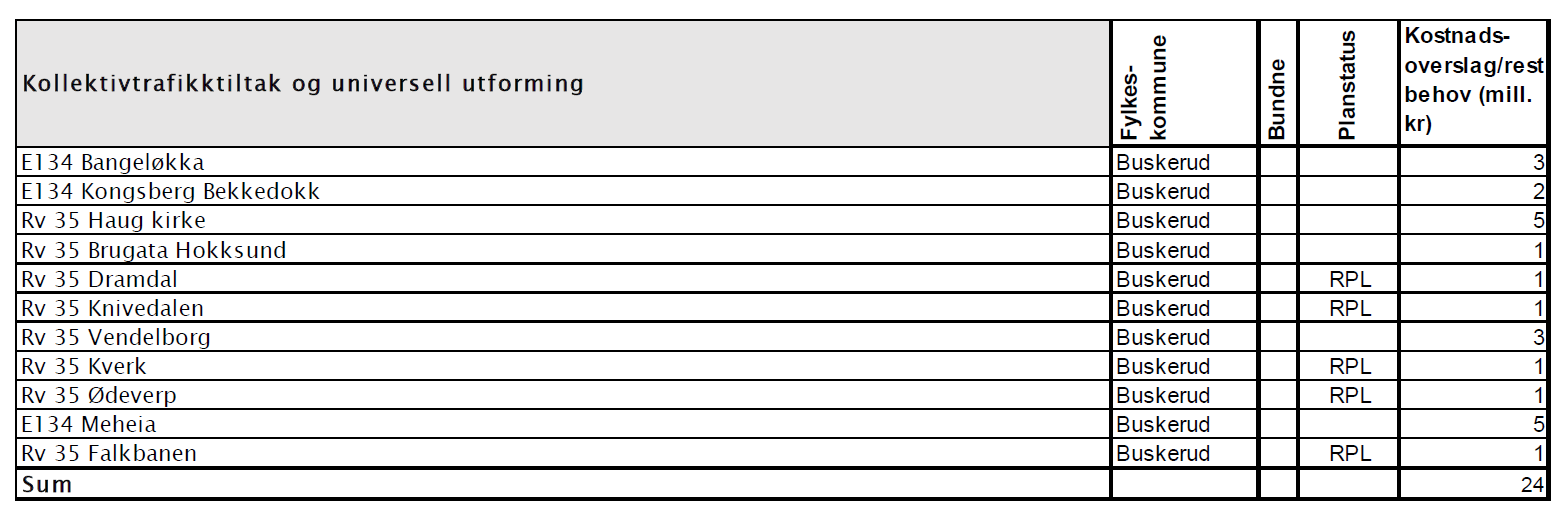 Kollektivtrafikktiltak og universell utforming
Fylkes-
kommune
Bundne
Planstatus
Kostnads-
overslag/rest
behov (mill.
kr)
E134 Bangeløkka Buskerud 3
E134 Kongsberg Bekkedokk Buskerud 2
Rv 35 Haug kirke Buskerud 5
Rv 35 Brugata Hokksund Buskerud 1
Rv 35 Dramdal Buskerud RPL 1
Rv 35 Knivedalen Buskerud RPL 1
Rv 35 Vendelborg Buskerud 3
Rv 35 Kverk Buskerud RPL 1
Rv 35 Ødeverp Buskerud RPL 1
E134 Meheia Buskerud 5
Rv 35 Falkbanen Buskerud RPL 1
Sum 24